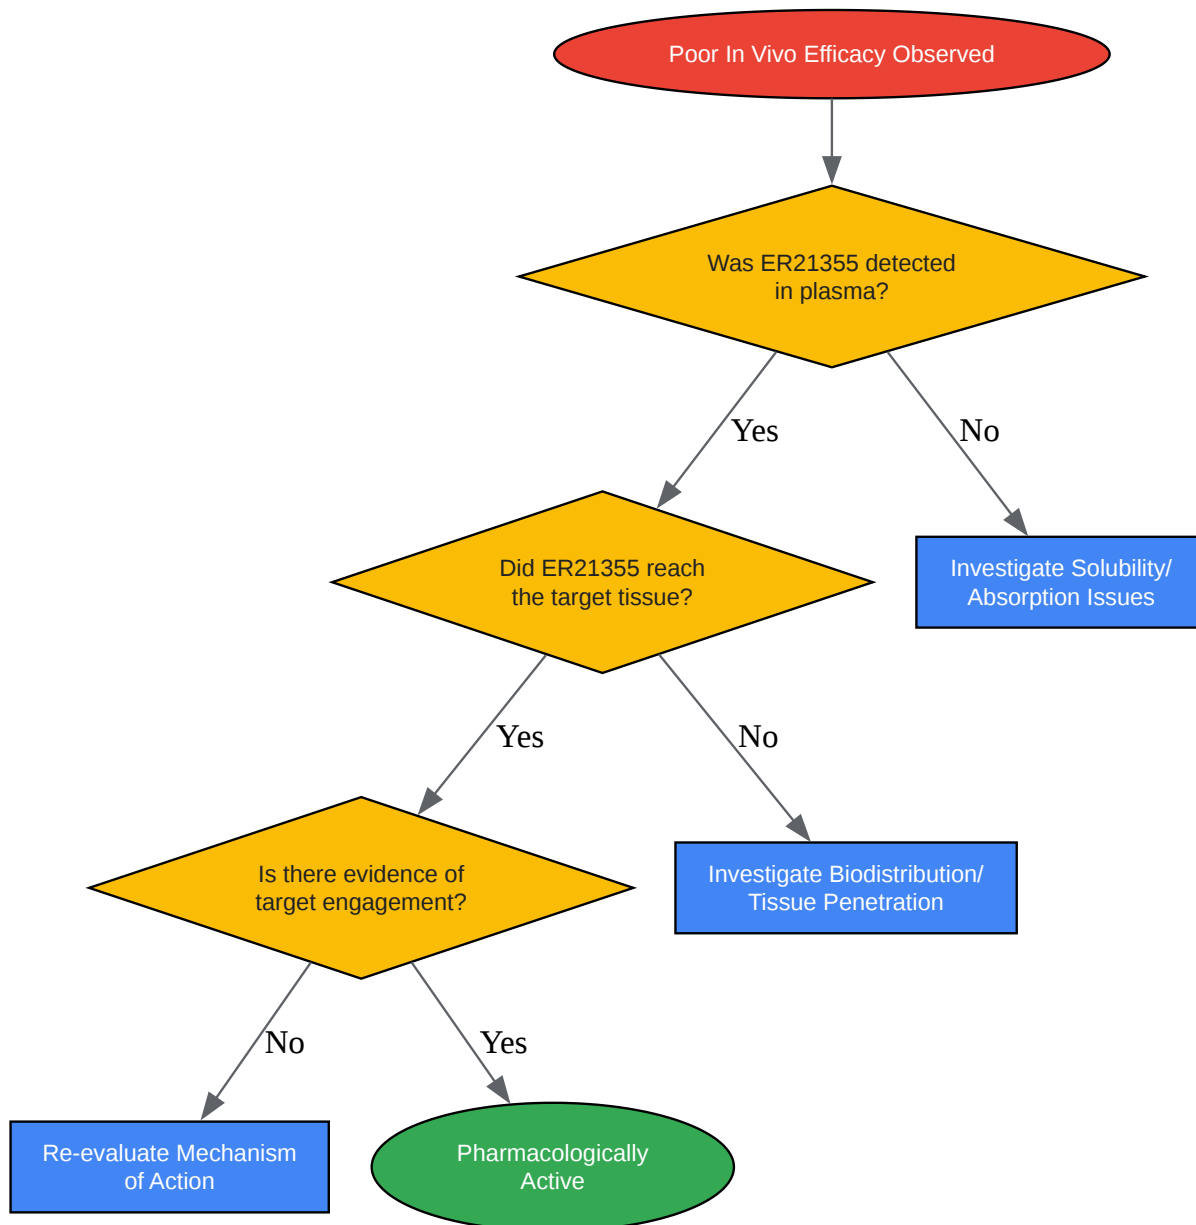 Poor In Vivo Efficacy Observed
Was ER21355 detected
in plasma?
Yes
No
Did ER21355 reach
the target tissue?
Investigate Solubility/
Absorption Issues
Yes
No
Is there evidence of
target engagement?
Investigate Biodistribution/
Tissue Penetration
No
Yes
Re-evaluate Mechanism
of Action
Pharmacologically
Active